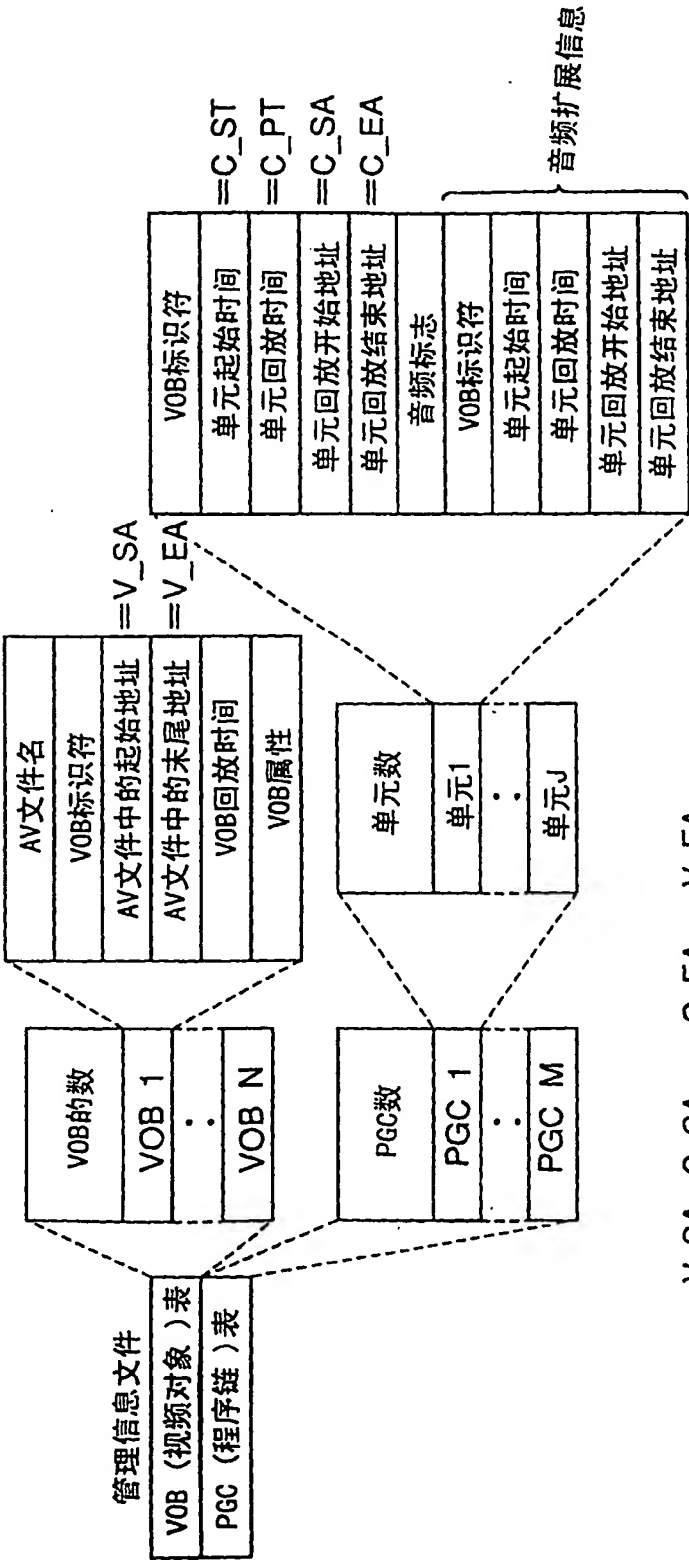 管理信息文件
VOB (视频对象)表
PGC (程序链)表
VOB的数
VOB 1
VOB N
AV文件名
VOB标识符
AV文件中的起始地址 =V_SA
AV文件中的末尾地址 =V_EA
VOB回放时间
VOB属性
PGC数
PGC 1
PGC M
单元数
单元1
单元J
VOB标识符
单元起始时间 =C_ST
单元回放时间 =C_PT
单元回放开始地址 =C_SA
单元回放结束地址 =C_EA
音频标志
VOB标识符
单元起始时间
单元回放时间
单元回放开始地址
单元回放结束地址
音频扩展信息